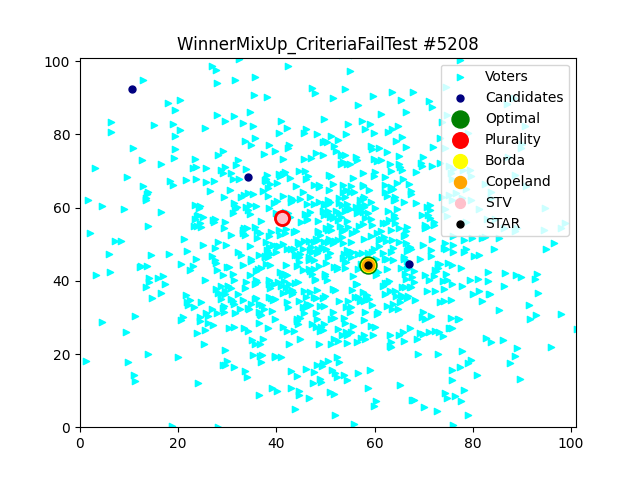 WinnerMixUp_CriteriaFailTest #5208
100
80
60
40
20
0
0
20
40
60
80
100
Voters
Candidates
Optimal
Plurality
Borda
Copeland
STV
STAR